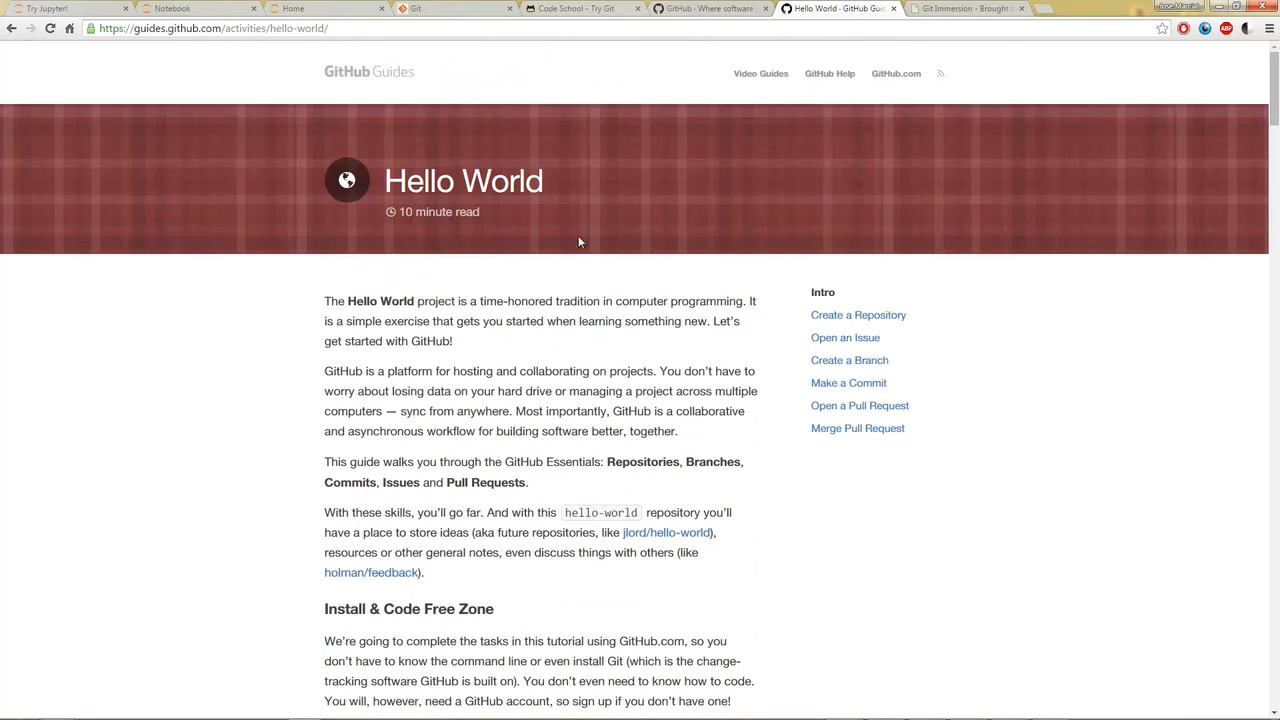 Try Jupyter!
Notebook
Home
Git
Code School - Try Git
GitHub - Where software
Hello World - GitHub Guid
Git Immersion - Brought t
Jose Marcial
https://guides.github.com/activities/hello-world/
ABP
GitHub Guides
Video Guides
GitHub Help
GitHub.com
Hello World
10 minute read
The Hello World project is a time-honored tradition in computer programming. It
is a simple exercise that gets you started when learning something new. Let's
get started with GitHub!
GitHub is a platform for hosting and collaborating on projects. You don't have to
worry about losing data on your hard drive or managing a project across multiple
computers — sync from anywhere. Most importantly, GitHub is a collaborative
and asynchronous workflow for building software better, together.
This guide walks you through the GitHub Essentials: Repositories, Branches,
Commits, Issues and Pull Requests.
With these skills, you'll go far. And with this hello-world repository you'll
have a place to store ideas (aka future repositories, like jlord/hello-world),
resources or other general notes, even discuss things with others (like
holman/feedback).
Install & Code Free Zone
We're going to complete the tasks in this tutorial using GitHub.com, so you
don't have to know the command line or even install Git (which is the change-
tracking software GitHub is built on). You don't even need to know how to code.
You will, however, need a GitHub account, so sign up if you don't have one!
Intro
Create a Repository
Open an Issue
Create a Branch
Make a Commit
Open a Pull Request
Merge Pull Request